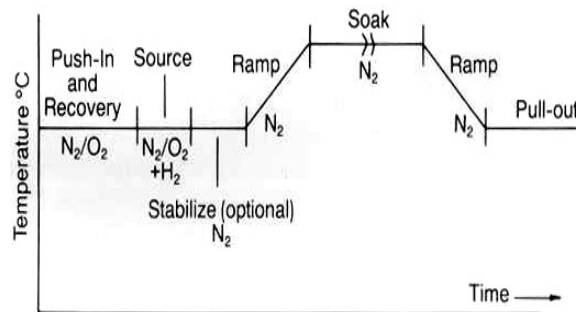 Soak
Push-In
and
Recovery
Source
Ramp
N₂
Ramp
Pull-out
N₂/O₂
N₂/O₂
+H₂
N₂
N₂
Stabilize (optional)
N₂
Temperature °C
Time